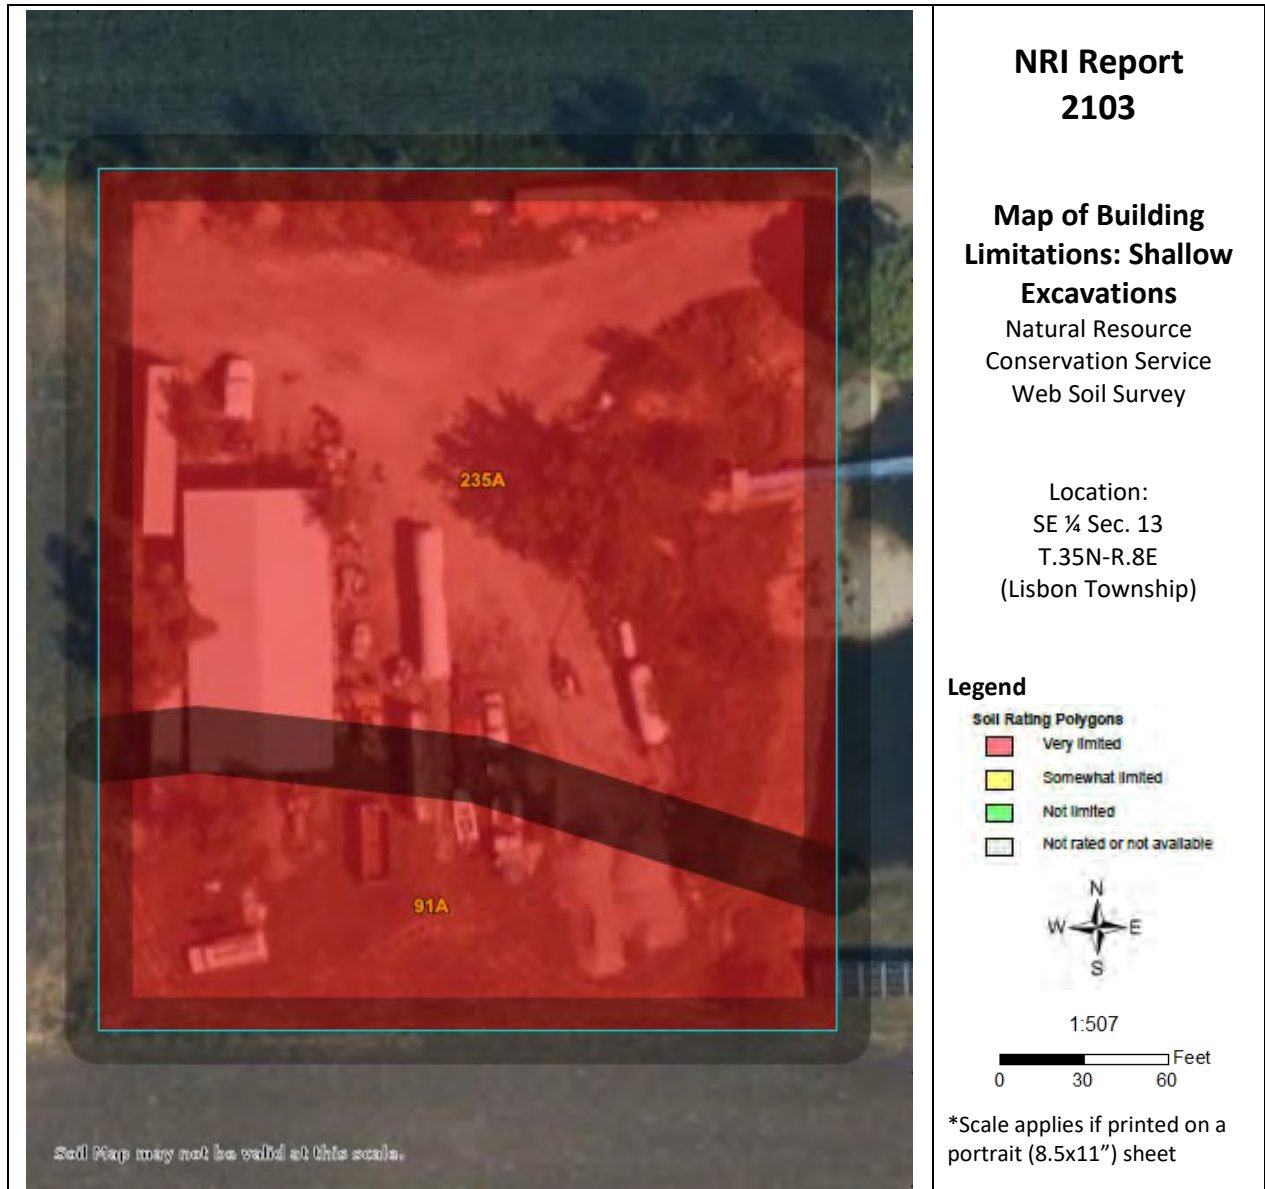 NRI Report
2103
Map of Building
Limitations: Shallow
Excavations
Natural Resource
Conservation Service
Web Soil Survey
Location:
SE ¼ Sec. 13
T.35N-R.8E
(Lisbon Township)
Legend
Soil Rating Polygons
Very limited
Somewhat limited
Not limited
Not rated or not available
N
W E
S
1:507
Feet
0 30 60
*Scale applies if printed on a
portrait (8.5x11”) sheet
235A
91A
Soil Map may not be valid at this scale.